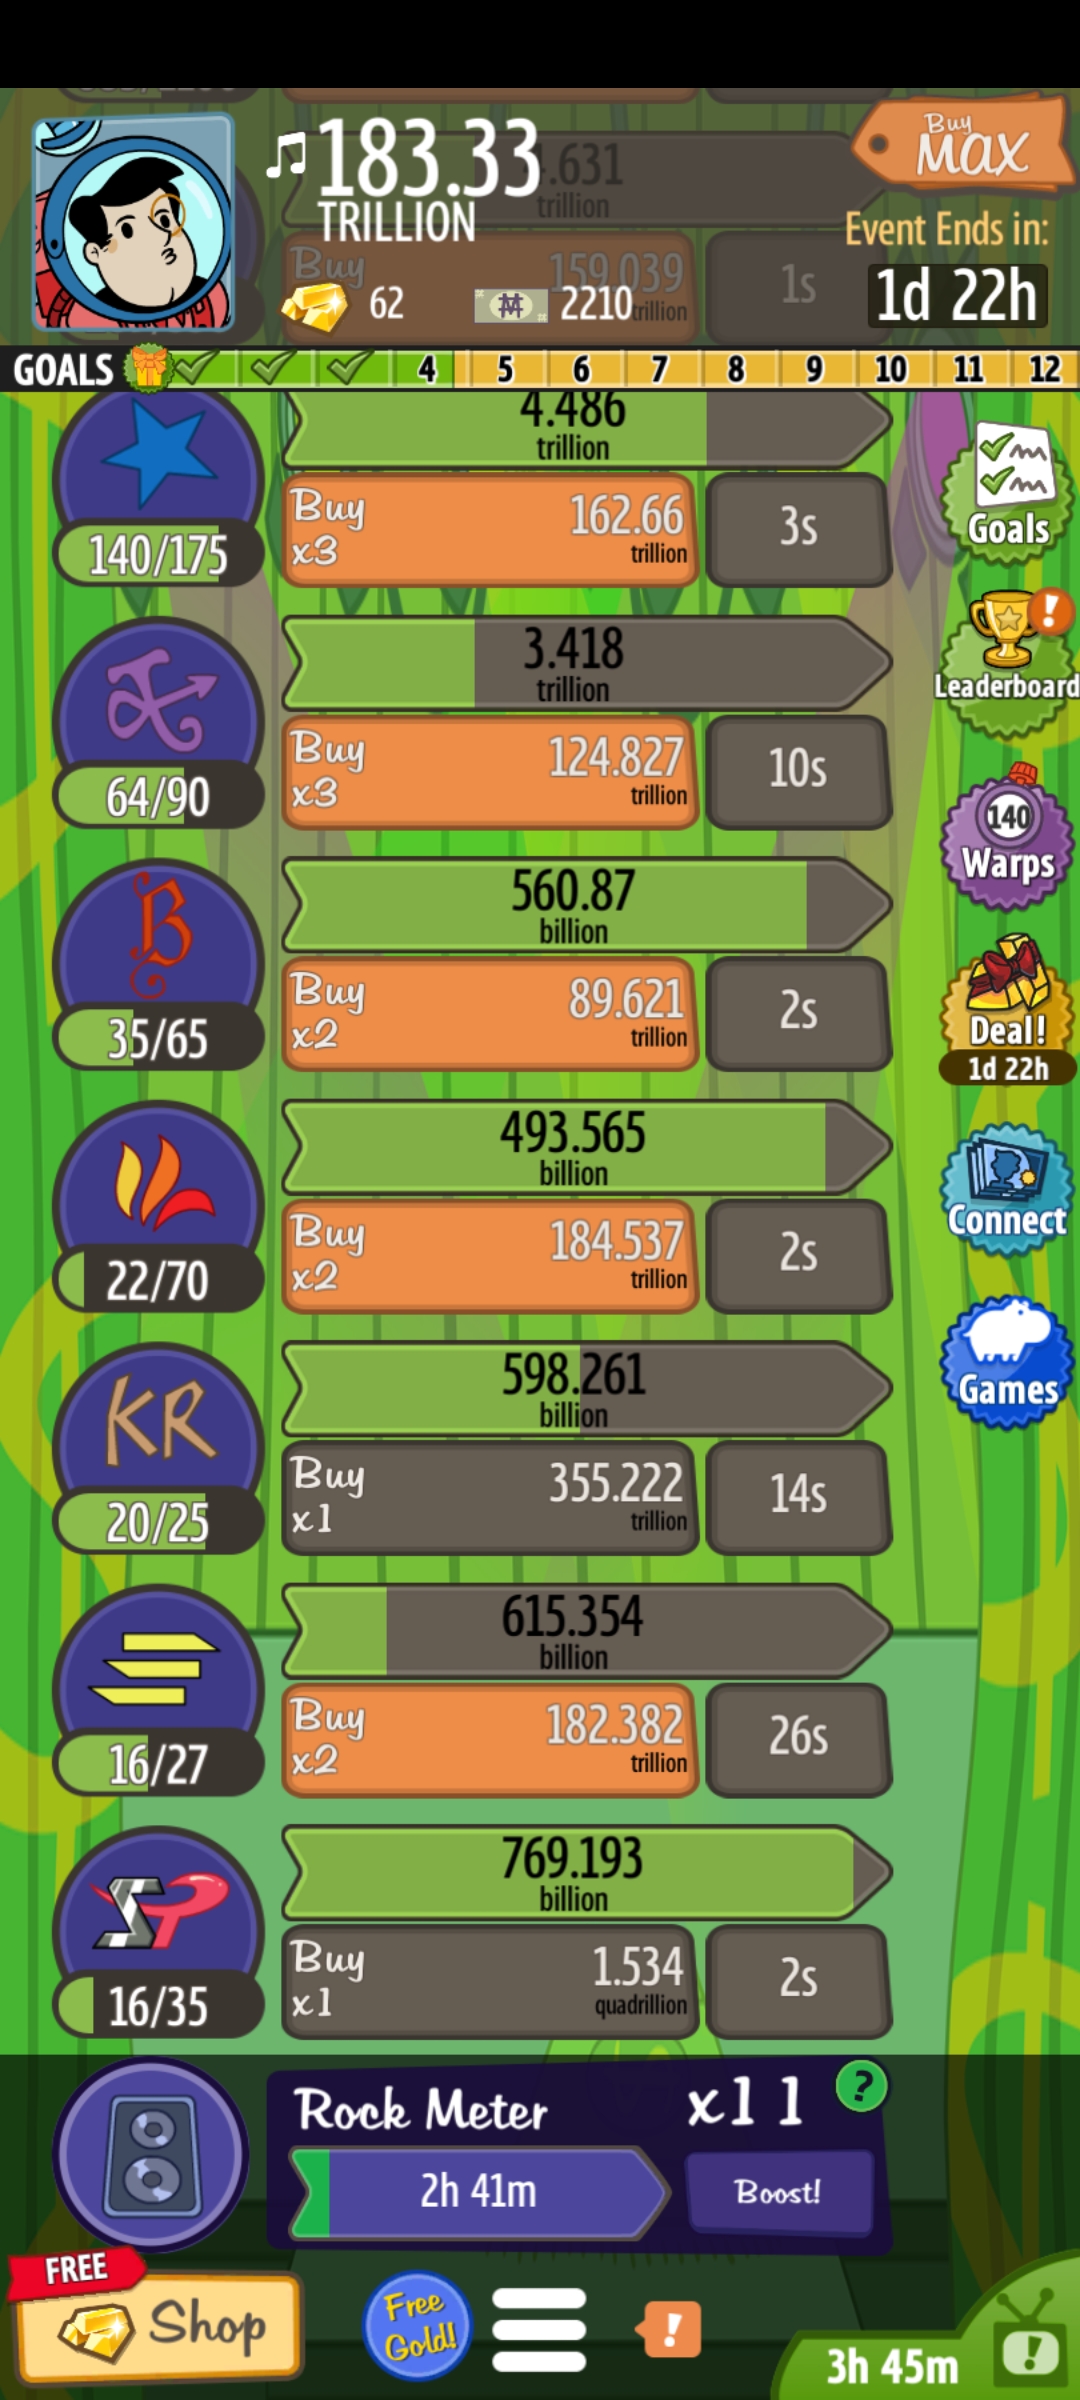 Buy
MAX
183.33
TRILLION
.631
trillion
Event Ends in:
1d 22h
Buy
159.039
trillion
1s
62
2210
GOALS 4 5 6 7 8 9 10 11 12
4.486
trillion
140/175
Buy
x3
162.66
trillion
3s
Goals
3.418
trillion
64/90
Buy
x3
124.827
trillion
10s
Leaderboard
140
Warps
B
560.87
billion
35/65
Buy
x2
89.621
trillion
2s
Deal!
1d 22h
493.565
billion
22/70
Buy
x2
184.537
trillion
2s
Connect
KR
598.261
billion
20/25
Buy
x1
355.222
trillion
14s
Games
615.354
billion
16/27
Buy
x2
182.382
trillion
26s
SP
769.193
billion
16/35
Buy
x1
1.534
quadrillion
2s
Rock Meter
x11
?
2h 41m
Boost!
FREE
Shop
Free
Gold!
!
3h 45m
!